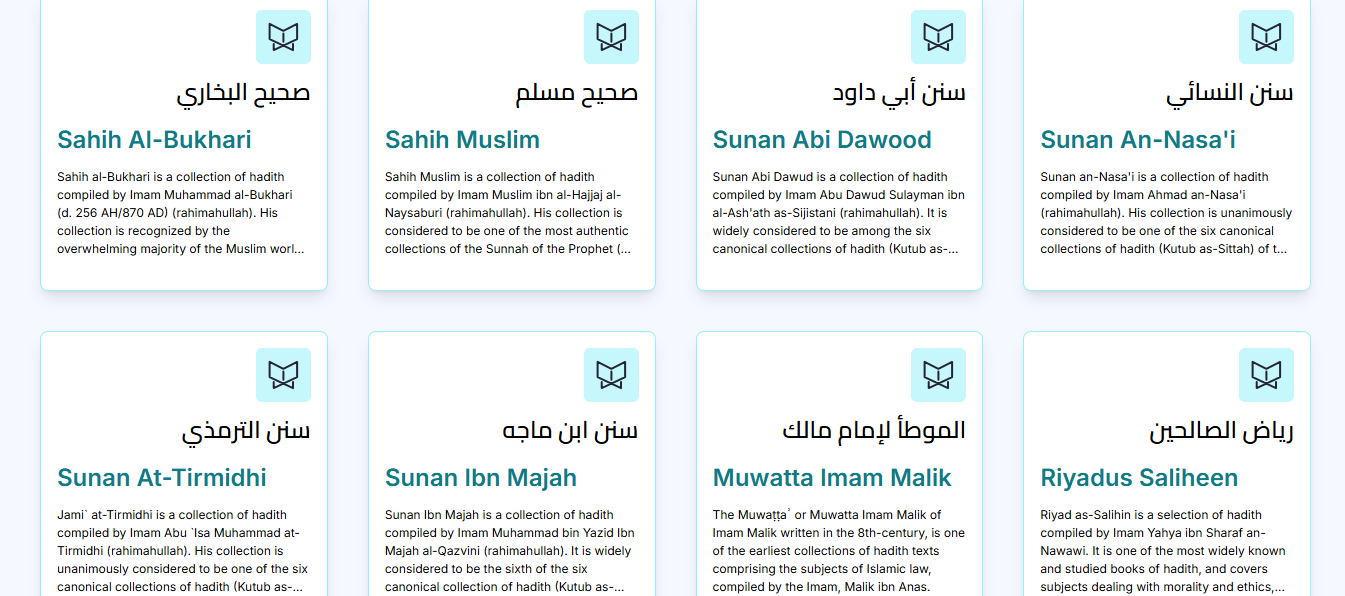 صحيح البخاري
Sahih Al-Bukhari
Sahih al-Bukhari is a collection of hadith
compiled by Imam Muhammad al-Bukhari
(d. 256 AH/870 AD) (rahimahullah). His
collection is recognized by the
overwhelming majority of the Muslim worl...
صحيح مسلم
Sahih Muslim
Sahih Muslim is a collection of hadith
compiled by Imam Muslim ibn al-Hajjaj al-
Naysaburi (rahimahullah). His collection is
considered to be one of the most authentic
collections of the Sunnah of the Prophet (...
سنن أبي داود
Sunan Abi Dawood
Sunan Abi Dawud is a collection of hadith
compiled by Imam Abu Dawud Sulayman ibn
al-Ash'ath as-Sijistani (rahimahullah). It is
widely considered to be among the six
canonical collections of hadith (Kutub as-...
سنن النسائي
Sunan An-Nasa'i
Sunan an-Nasa'i is a collection of hadith
compiled by Imam Ahmad an-Nasa'i
(rahimahullah). His collection is unanimously
considered to be one of the six canonical
collections of hadith (Kutub as-Sittah) of t...
سنن الترمذي
Sunan At-Tirmidhi
Jami` at-Tirmidhi is a collection of hadith
compiled by Imam Abu `Isa Muhammad at-
Tirmidhi (rahimahullah). His collection is
unanimously considered to be one of the six
canonical collections of hadith (Kutub as-...
سنن ابن ماجه
Sunan Ibn Majah
Sunan Ibn Majah is a collection of hadith
compiled by Imam Muhammad bin Yazid Ibn
Majah al-Qazvini (rahimahullah). It is widely
considered to be the sixth of the six
canonical collection of hadith (Kutub as-...
الموطأ لإمام مالك
Muwatta Imam Malik
The Muwaṭṭaʾ or Muwatta Imam Malik of
Imam Malik written in the 8th-century, is one
of the earliest collections of hadith texts
comprising the subjects of Islamic law,
compiled by the Imam, Malik ibn Anas.
رياض الصالحين
Riyadus Saliheen
Riyad as-Salihin is a selection of hadith
compiled by Imam Yahya ibn Sharaf an-
Nawawi. It is one of the most widely known
and studied books of hadith, and covers
subjects dealing with morality and ethics,...